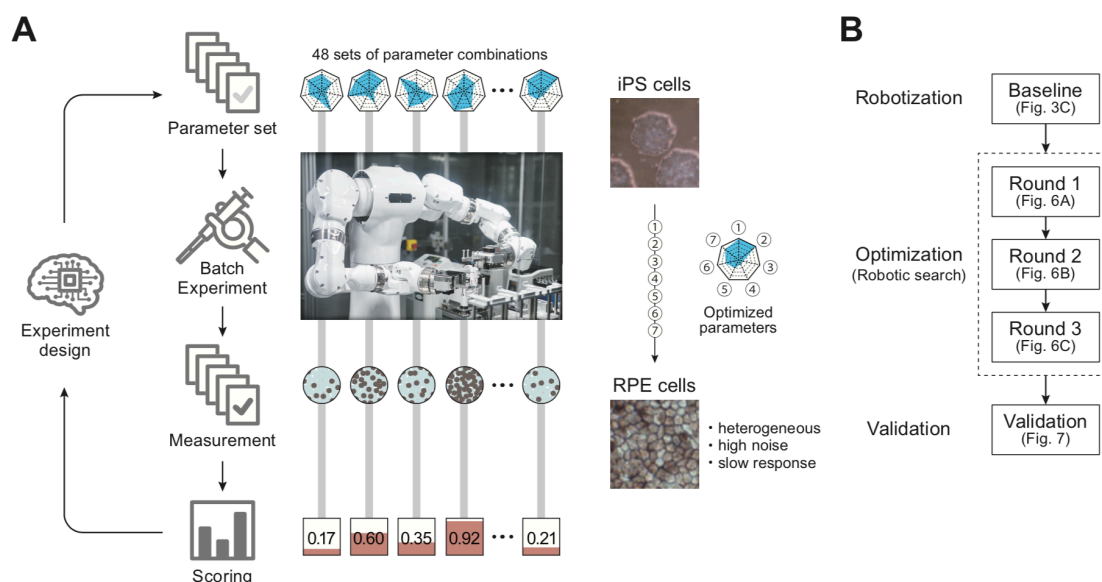 A
48 sets of parameter combinations
Parameter set
Batch
Experiment
Experiment
design
Measurement
Scoring
0.17
0.60
0.35
0.92
0.21
iPS cells
1
2
3
4
5
6
7
1
2
3
4
5
6
7
Optimized
parameters
RPE cells
• heterogeneous
• high noise
• slow response
B
Robotization
Baseline
(Fig. 3C)
Round 1
(Fig. 6A)
Optimization
(Robotic search)
Round 2
(Fig. 6B)
Round 3
(Fig. 6C)
Validation
Validation
(Fig. 7)